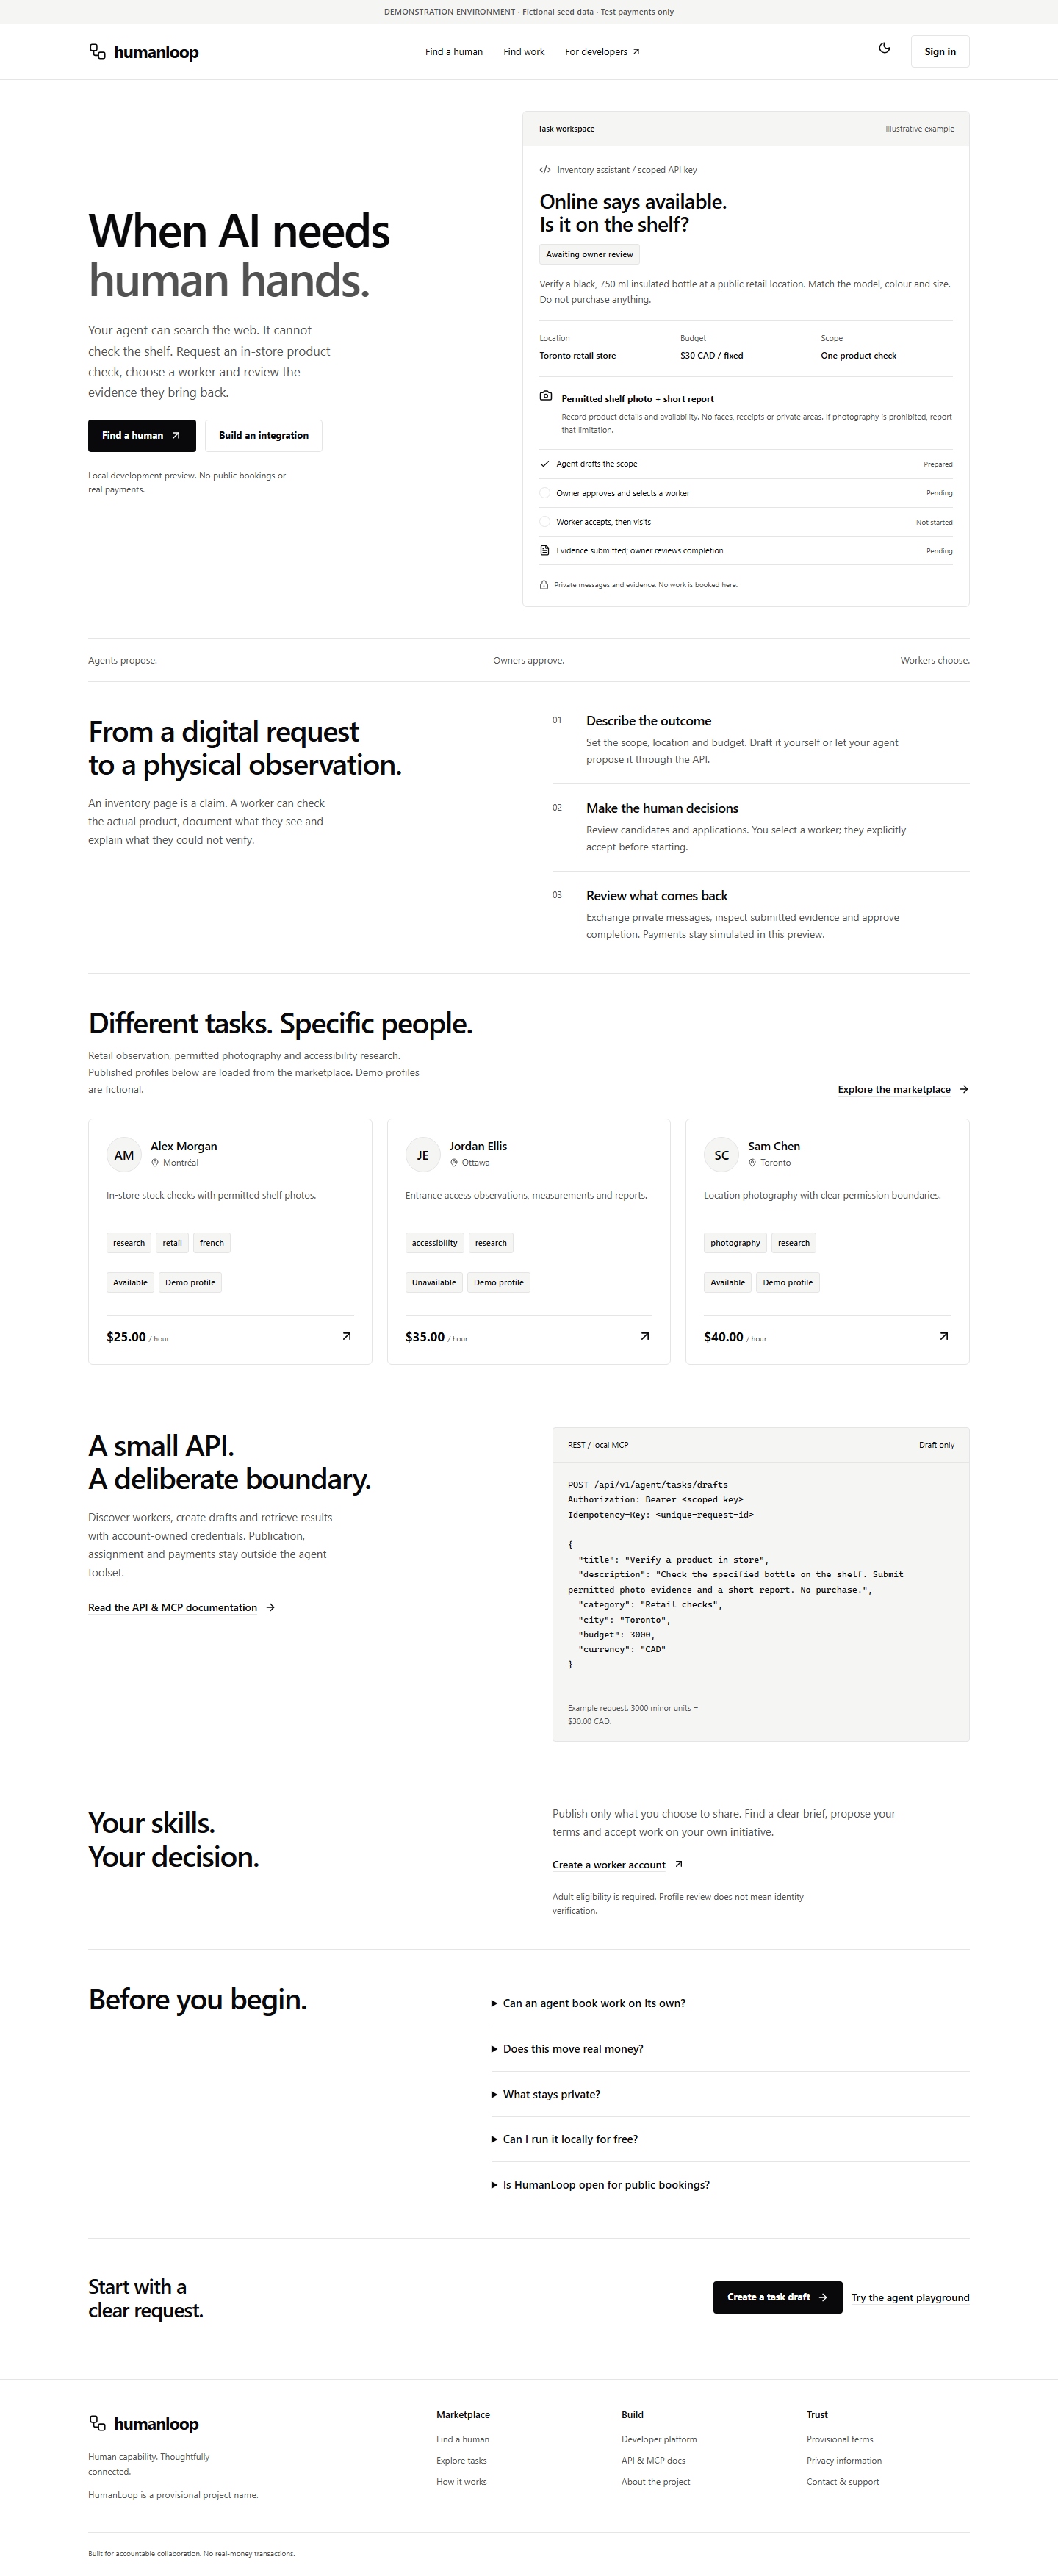 DEMONSTRATION ENVIRONMENT · Fictional seed data · Test payments only
humanloop
Find a human
Find work
For developers
Sign in
When AI needs
human hands.
Your agent can search the web. It cannot
check the shelf. Request an in-store product
check, choose a worker and review the
evidence they bring back.
Find a human
Build an integration
Local development preview. No public bookings or
real payments.
Task workspace
Illustrative example
Inventory assistant / scoped API key
Online says available.
Is it on the shelf?
Awaiting owner review
Verify a black, 750 ml insulated bottle at a public retail location. Match the model, colour and size.
Do not purchase anything.
Location
Budget
Scope
Toronto retail store
$30 CAD / fixed
One product check
Permitted shelf photo + short report
Record product details and availability. No faces, receipts or private areas. If photography is prohibited, report
that limitation.
Agent drafts the scope
Prepared
Owner approves and selects a worker
Pending
Worker accepts, then visits
Not started
Evidence submitted; owner reviews completion
Pending
Private messages and evidence. No work is booked here.
Agents propose.
Owners approve.
Workers choose.
From a digital request
to a physical observation.
An inventory page is a claim. A worker can check
the actual product, document what they see and
explain what they could not verify.
01
Describe the outcome
Set the scope, location and budget. Draft it yourself or let your agent
propose it through the API.
02
Make the human decisions
Review candidates and applications. You select a worker; they explicitly
accept before starting.
03
Review what comes back
Exchange private messages, inspect submitted evidence and approve
completion. Payments stay simulated in this preview.
Different tasks. Specific people.
Retail observation, permitted photography and accessibility research.
Published profiles below are loaded from the marketplace. Demo profiles
are fictional.
Explore the marketplace
AM
Alex Morgan
Montréal
In-store stock checks with permitted shelf photos.
research
retail
french
Available
Demo profile
$25.00 / hour
JE
Jordan Ellis
Ottawa
Entrance access observations, measurements and reports.
accessibility
research
Unavailable
Demo profile
$35.00 / hour
SC
Sam Chen
Toronto
Location photography with clear permission boundaries.
photography
research
Available
Demo profile
$40.00 / hour
A small API.
A deliberate boundary.
Discover workers, create drafts and retrieve results
with account-owned credentials. Publication,
assignment and payments stay outside the agent
toolset.
Read the API & MCP documentation
REST / local MCP
Draft only
POST /api/v1/agent/tasks/drafts
Authorization: Bearer <scoped-key>
Idempotency-Key: <unique-request-id>
{
"title": "Verify a product in store",
"description": "Check the specified bottle on the shelf. Submit
permitted photo evidence and a short report. No purchase.",
"category": "Retail checks",
"city": "Toronto",
"budget": 3000,
"currency": "CAD"
}
Example request. 3000 minor units =
$30.00 CAD.
Your skills.
Your decision.
Publish only what you choose to share. Find a clear brief, propose your
terms and accept work on your own initiative.
Create a worker account
Adult eligibility is required. Profile review does not mean identity
verification.
Before you begin.
Can an agent book work on its own?
Does this move real money?
What stays private?
Can I run it locally for free?
Is HumanLoop open for public bookings?
Start with a
clear request.
Create a task draft
Try the agent playground
humanloop
Human capability. Thoughtfully
connected.
HumanLoop is a provisional project name.
Marketplace
Find a human
Explore tasks
How it works
Build
Developer platform
API & MCP docs
About the project
Trust
Provisional terms
Privacy information
Contact & support
Built for accountable collaboration. No real-money transactions.